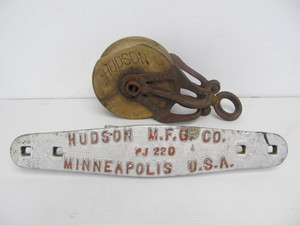 HUDSON
HUDSON M.F.G. CO.
PJ 220
MINNEAPOLIS U.S.A.